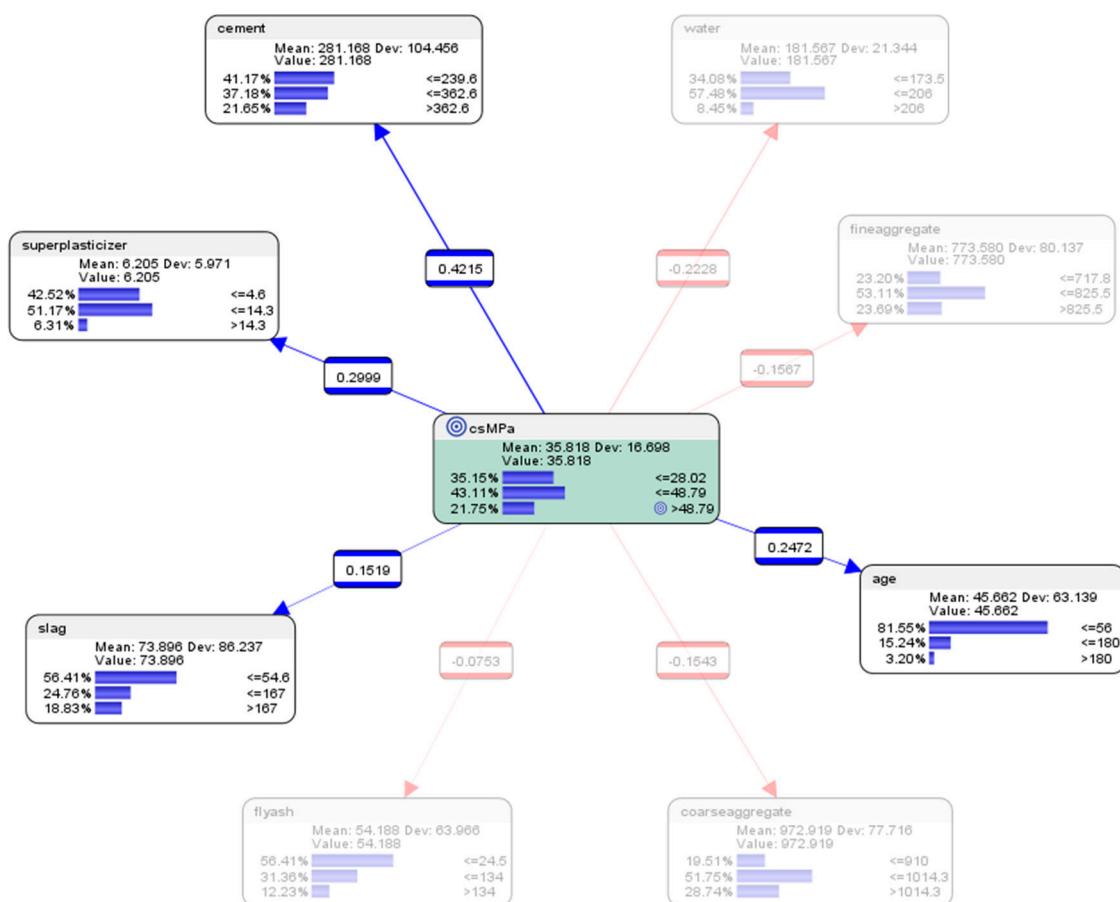 cement
Mean: 281.168 Dev: 104.456
Value: 281.168
41.17% <=239.6
37.18% <=362.6
21.65% >362.6
water
Mean: 181.567 Dev: 21.344
Value: 181.567
34.08% <=173.5
57.48% <=206
8.45% >206
superplasticizer
Mean: 6.205 Dev: 5.971
Value: 6.205
42.52% <=4.6
51.17% <=14.3
6.31% >14.3
fineaggregate
Mean: 773.580 Dev: 80.137
Value: 773.580
23.20% <=717.8
53.11% <=825.5
23.69% >825.5
0.4215
-0.2228
0.2999
-0.1567
csMPa
Mean: 35.818 Dev: 16.698
Value: 35.818
35.15% <=28.02
43.11% <=48.79
21.75% >48.79
0.1519
0.2472
slag
Mean: 73.896 Dev: 86.237
Value: 73.896
56.41% <=54.6
24.76% <=167
18.83% >167
age
Mean: 45.662 Dev: 63.139
Value: 45.662
81.55% <=56
15.24% <=180
3.20% >180
-0.0753
-0.1543
flyash
Mean: 54.188 Dev: 63.966
Value: 54.188
56.41% <=24.5
31.36% <=134
12.23% >134
coarseaggregate
Mean: 972.919 Dev: 77.716
Value: 972.919
19.51% <=910
51.75% <=1014.3
28.74% >1014.3